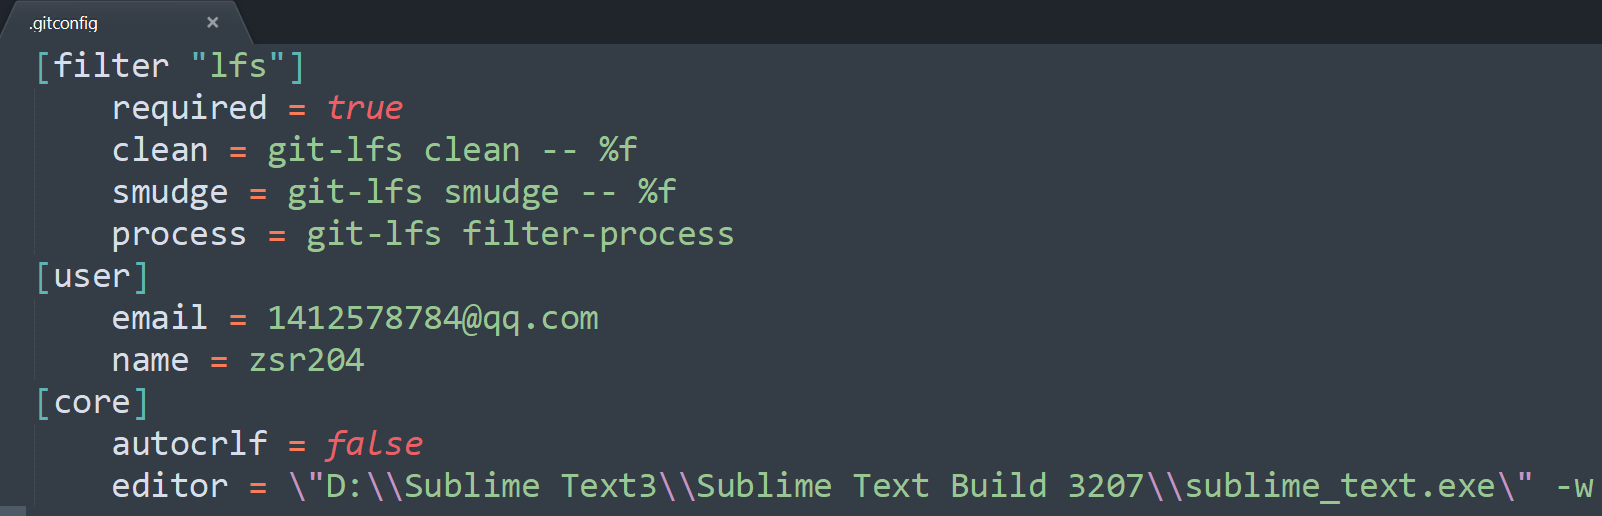 .gitconfig ×
[filter "lfs"]
    required = true
    clean = git-lfs clean -- %f
    smudge = git-lfs smudge -- %f
    process = git-lfs filter-process
[user]
    email = 1412578784@qq.com
    name = zsr204
[core]
    autocrlf = false
    editor = \"D:\\Sublime Text3\\Sublime Text Build 3207\\sublime_text.exe\" -w